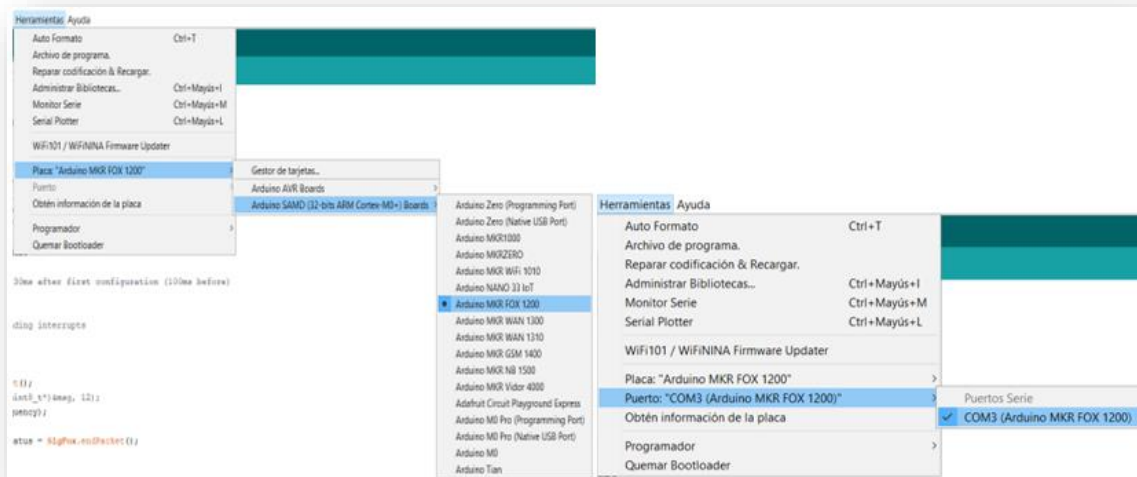 Herramientas Ayuda
Auto Formato Ctrl+T
Archivo de programa.
Reparar codificación & Recargar.
Administrar Bibliotecas... Ctrl+Mayús+I
Monitor Serie Ctrl+Mayús+M
Serial Plotter Ctrl+Mayús+L
WiFi101 / WiFiNINA Firmware Updater
Placa: "Arduino MKR FOX 1200"
Puerto
Obtén información de la placa
Programador
Quemar Bootloader
Gestor de tarjetas...
Arduino AVR Boards
Arduino SAMD (32-bits ARM Cortex-M0+) Boards
Arduino Zero (Programming Port)
Arduino Zero (Native USB Port)
Arduino MKR1000
Arduino MKRZERO
Arduino MKR WiFi 1010
Arduino NANO 33 IoT
Arduino MKR FOX 1200
Arduino MKR WAN 1300
Arduino MKR WAN 1310
Arduino MKR GSM 1400
Arduino MKR NB 1500
Arduino MKR Vidor 4000
Adafruit Circuit Playground Express
Arduino M0 Pro (Programming Port)
Arduino M0 Pro (Native USB Port)
Arduino M0
Arduino Tian
30ms after first configuration (100ms before)
ding interrupts
t();
int8_t*)&msg, 12);
uency);
atus = SigFox.endPacket();
Herramientas Ayuda
Auto Formato Ctrl+T
Archivo de programa.
Reparar codificación & Recargar.
Administrar Bibliotecas... Ctrl+Mayús+I
Monitor Serie Ctrl+Mayús+M
Serial Plotter Ctrl+Mayús+L
WiFi101 / WiFiNINA Firmware Updater
Placa: "Arduino MKR FOX 1200"
Puerto: "COM3 (Arduino MKR FOX 1200)"
Obtén información de la placa
Programador
Quemar Bootloader
Puertos Serie
COM3 (Arduino MKR FOX 1200)